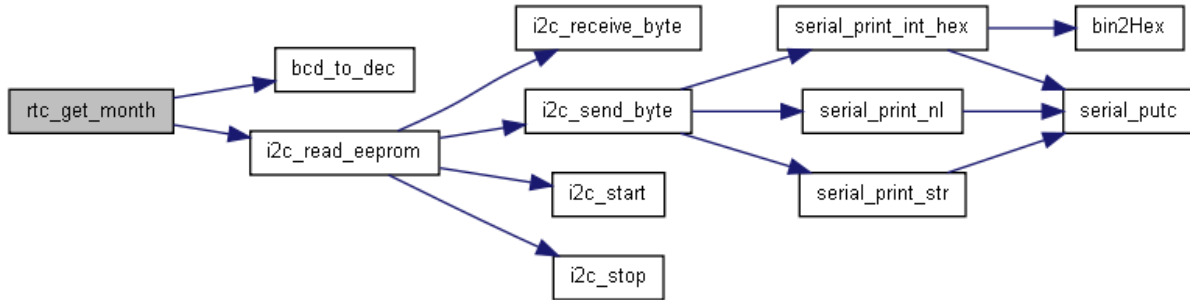 rtc_get_month
bcd_to_dec
i2c_read_eeprom
i2c_receive_byte
i2c_send_byte
i2c_start
i2c_stop
serial_print_int_hex
serial_print_nl
serial_print_str
bin2Hex
serial_putc